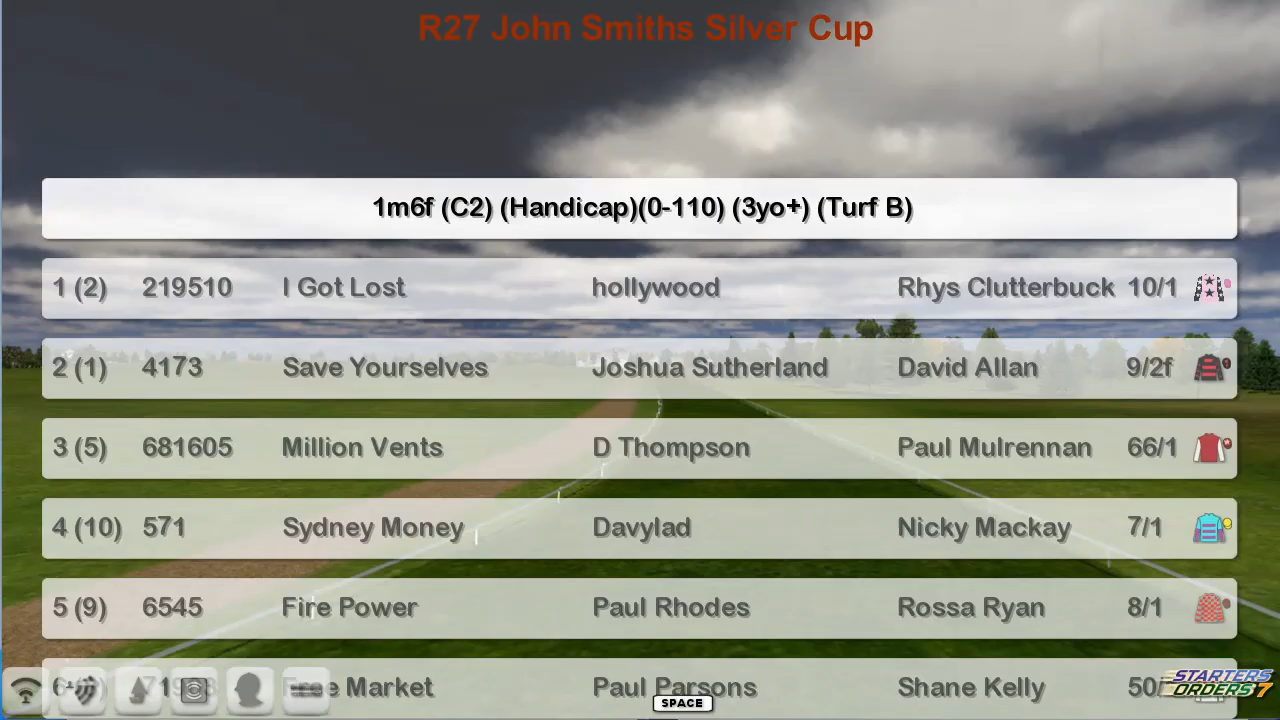 R27 John Smiths Silver Cup
1m6f (C2) (Handicap)(0-110) (3yo+) (Turf B)
1 (2) 219510 I Got Lost hollywood Rhys Clutterbuck 10/1
2 (1) 4173 Save Yourselves Joshua Sutherland David Allan 9/2f
3 (5) 681605 Million Vents D Thompson Paul Mulrennan 66/1
4 (10) 571 Sydney Money Davylad Nicky Mackay 7/1
5 (9) 6545 Fire Power Paul Rhodes Rossa Ryan 8/1
Free Market Paul Parsons Shane Kelly
SPACE
STARTERS ORDERS 7